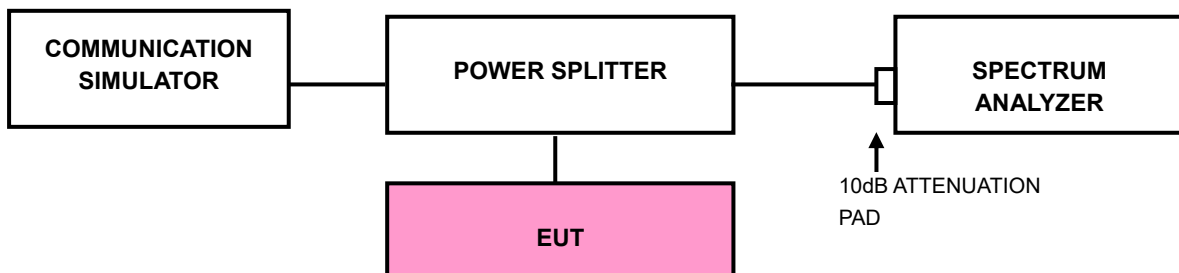 COMMUNICATION
SIMULATOR
POWER SPLITTER
SPECTRUM
ANALYZER
10dB ATTENUATION
PAD
EUT